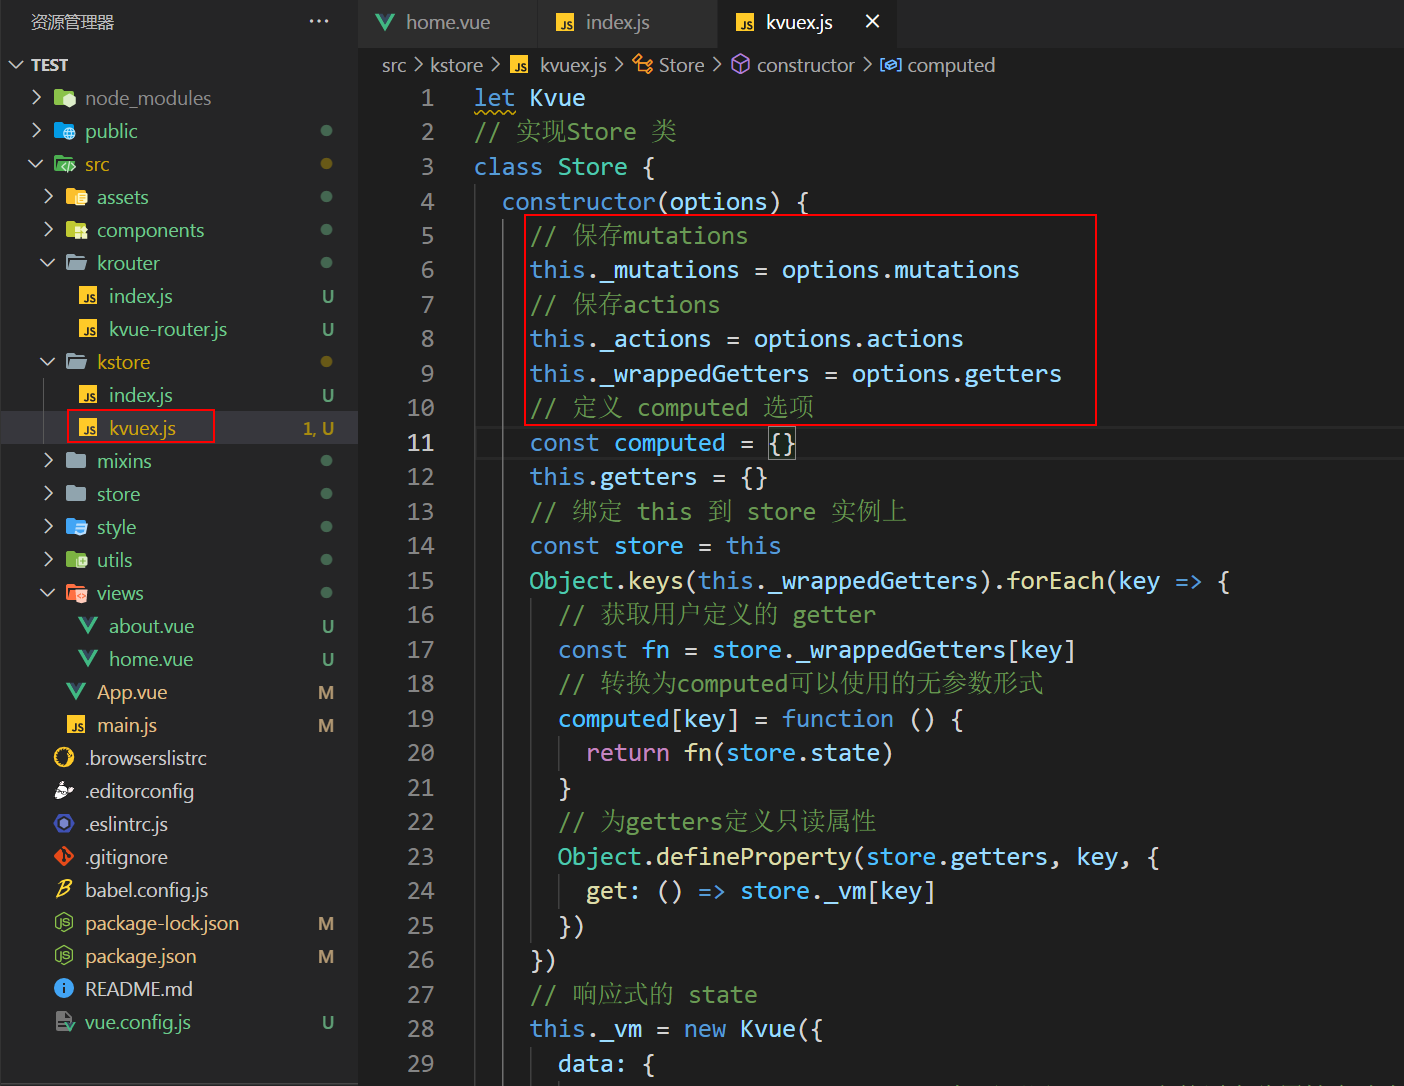 资源管理器
TEST
node_modules
public
src
assets
components
krouter
index.js U
kvue-router.js U
kstore
index.js U
kvuex.js 1, U
mixins
store
style
utils
views
about.vue U
home.vue U
App.vue M
main.js M
.browserslistrc
.editorconfig
.eslintrc.js
.gitignore
babel.config.js
package-lock.json M
package.json M
README.md
vue.config.js U
home.vue index.js kvuex.js
src > kstore > kvuex.js > Store > constructor > computed
1 let Kvue
2 // 实现Store 类
3 class Store {
4 constructor(options) {
5 // 保存mutations
6 this._mutations = options.mutations
7 // 保存actions
8 this._actions = options.actions
9 this._wrappedGetters = options.getters
10 // 定义 computed 选项
11 const computed = {}
12 this.getters = {}
13 // 绑定 this 到 store 实例上
14 const store = this
15 Object.keys(this._wrappedGetters).forEach(key => {
16 // 获取用户定义的 getter
17 const fn = store._wrappedGetters[key]
18 // 转换为computed可以使用的无参数形式
19 computed[key] = function () {
20 return fn(store.state)
21 }
22 // 为getters定义只读属性
23 Object.defineProperty(store.getters, key, {
24 get: () => store._vm[key]
25 })
26 })
27 // 响应式的 state
28 this._vm = new Kvue({
29 data: {